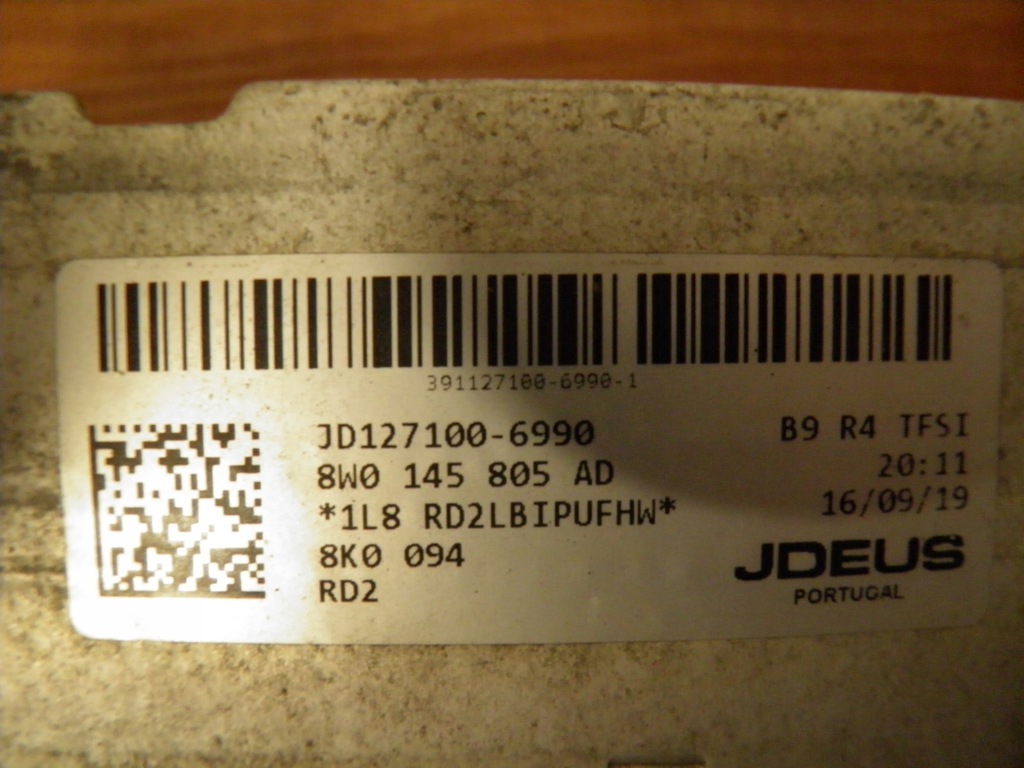 391127100-6990-1
JD127100-6990
8W0 145 805 AD
*1L8 RD2LBIPUFHW*
8K0 094
RD2
B9 R4 TFSI
20:11
16/09/19
JDEUS
PORTUGAL